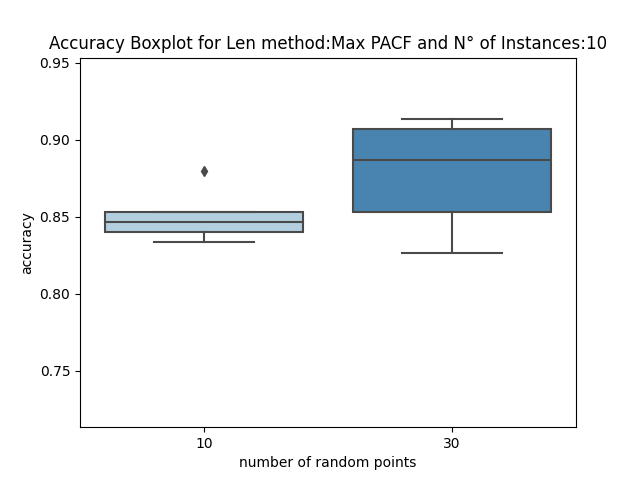 Accuracy Boxplot for Len method:Max PACF and N° of Instances:10
0.95
0.90
0.85
0.80
0.75
accuracy
10 30
number of random points